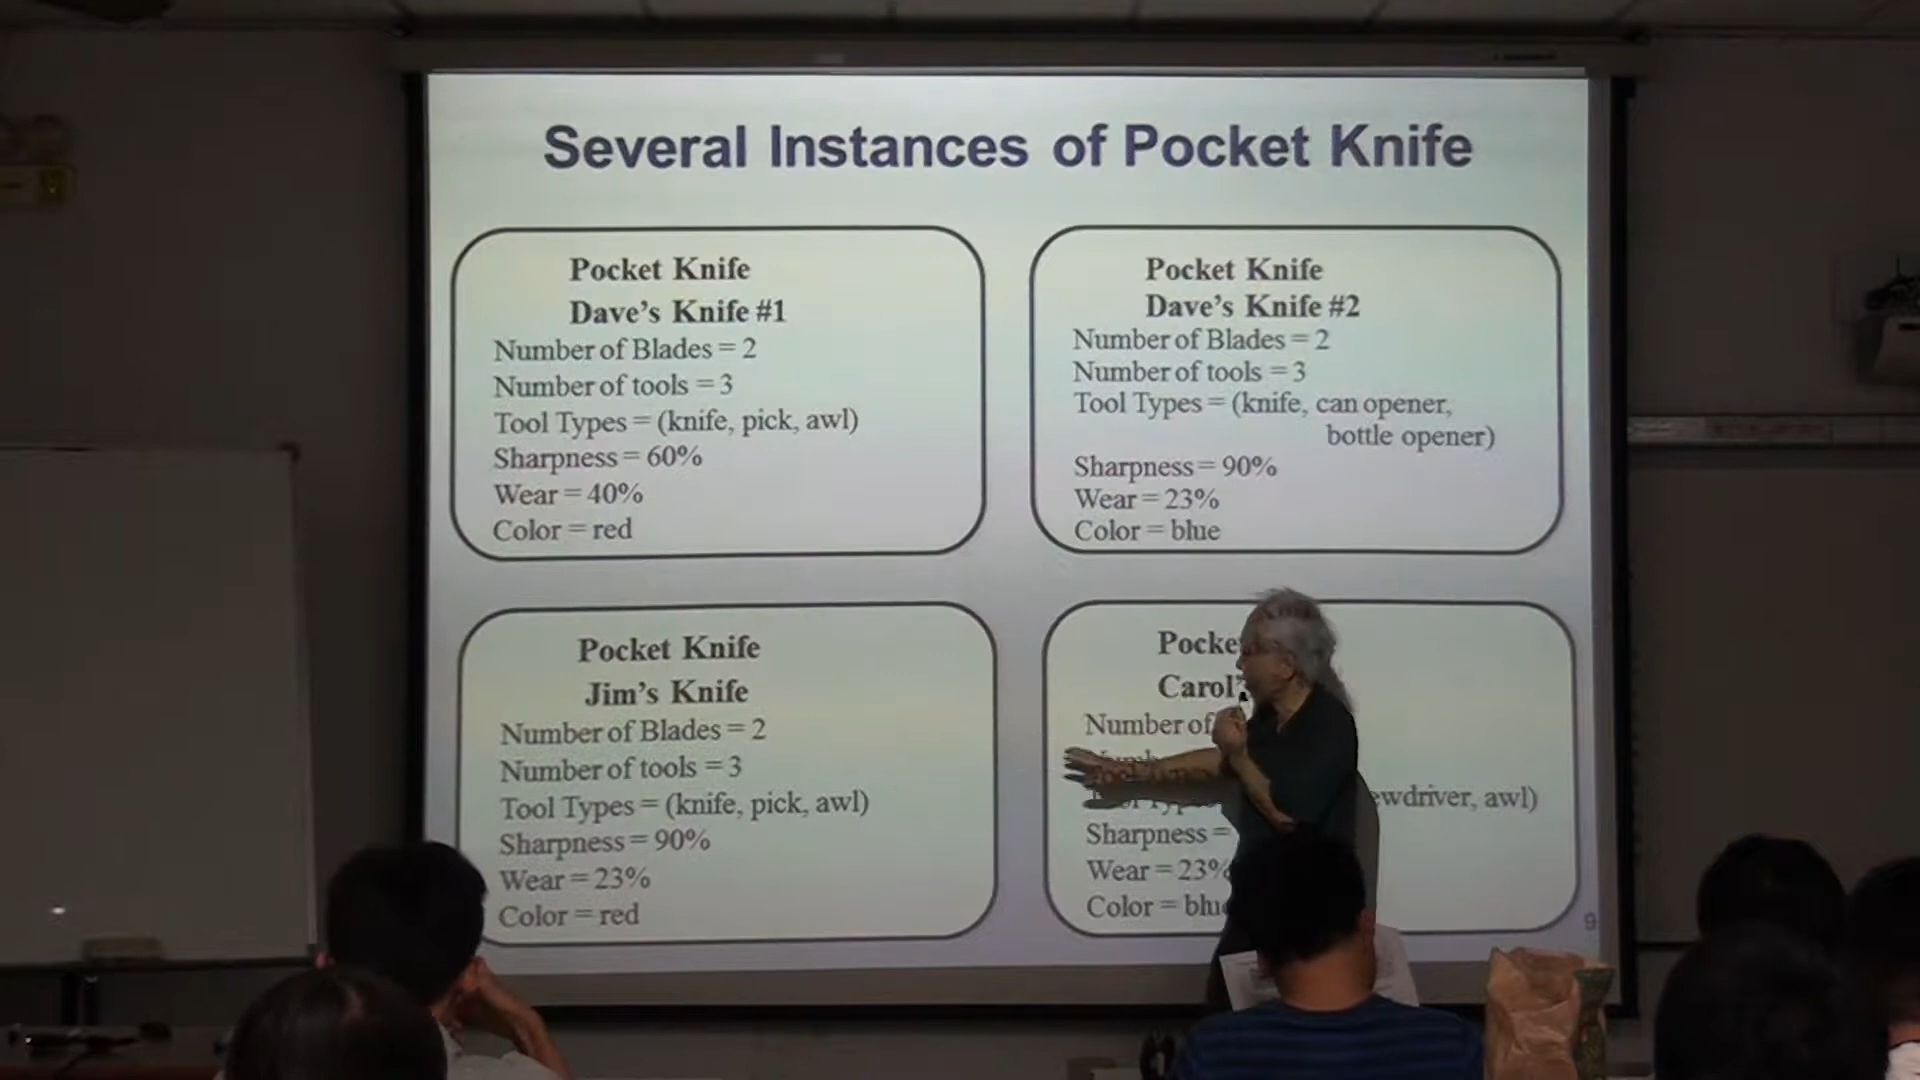 Several Instances of Pocket Knife
Pocket Knife
Dave's Knife #1
Number of Blades = 2
Number of tools = 3
Tool Types = (knife, pick, awl)
Sharpness = 60%
Wear = 40%
Color = red
Pocket Knife
Dave's Knife #2
Number of Blades = 2
Number of tools = 3
Tool Types = (knife, can opener,
bottle opener)
Sharpness = 90%
Wear = 23%
Color = blue
Pocket Knife
Jim's Knife
Number of Blades = 2
Number of tools = 3
Tool Types = (knife, pick, awl)
Sharpness = 90%
Wear = 23%
Color = red
Carol's
Number of
awl)
Sharpness =
Wear = 23%
Color =
9